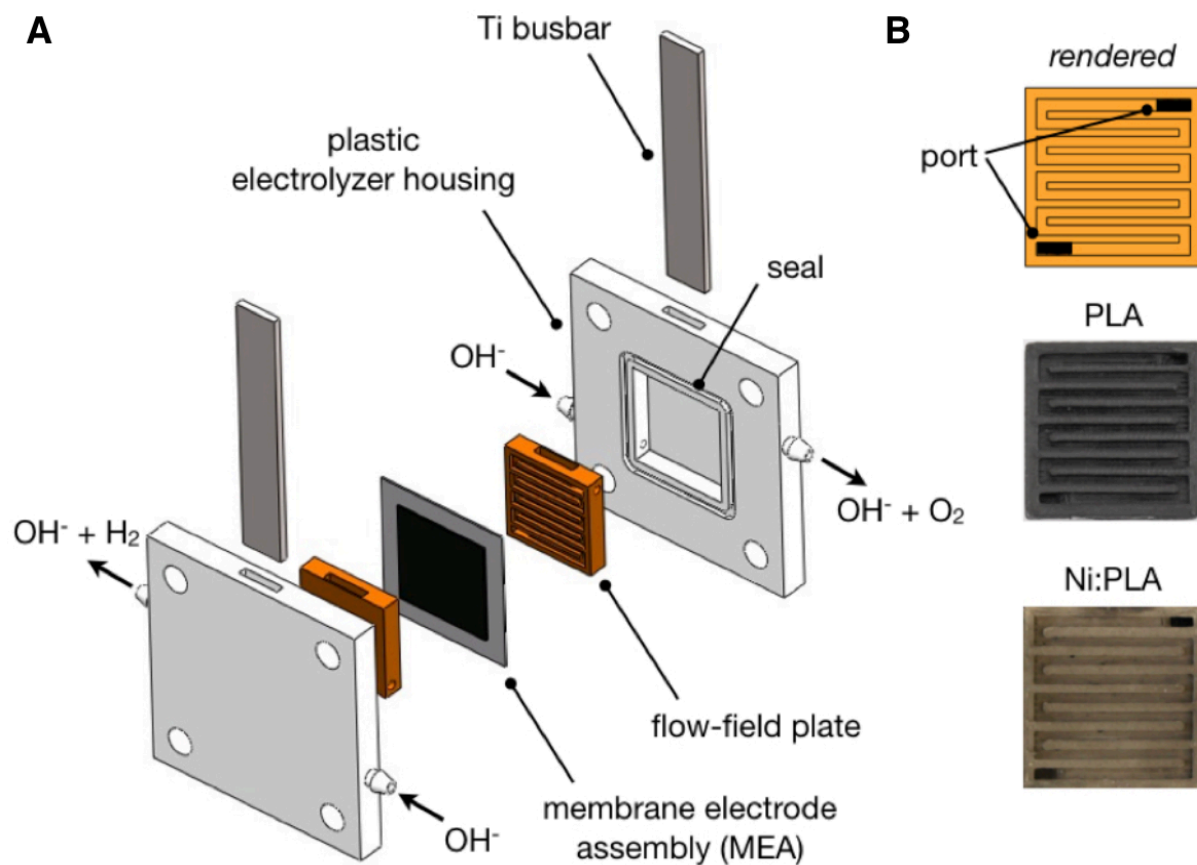 A
Ti busbar
plastic
electrolyzer housing
seal
OH⁻
OH⁻ + O₂
OH⁻ + H₂
flow-field plate
membrane electrode
assembly (MEA)
OH⁻
B
rendered
port
PLA
Ni:PLA